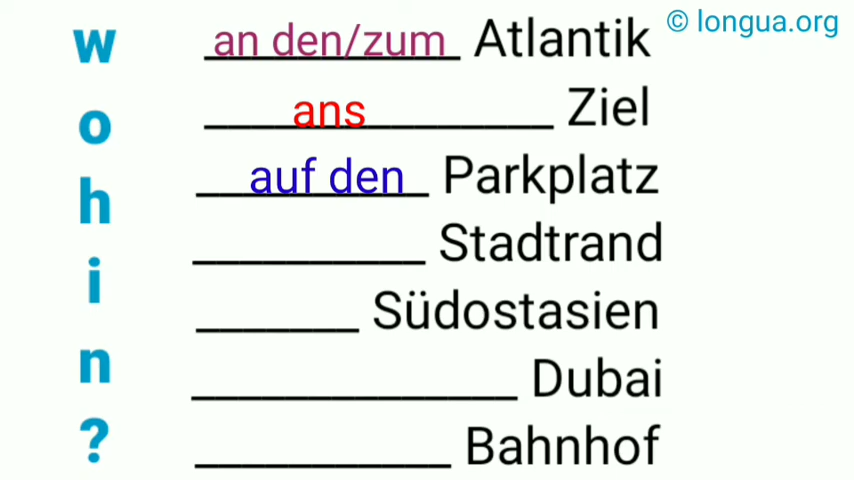 © longua.org
wohin?
an den/zum Atlantik
ans Ziel
auf den Parkplatz
Stadtrand
Südostasien
Dubai
Bahnhof